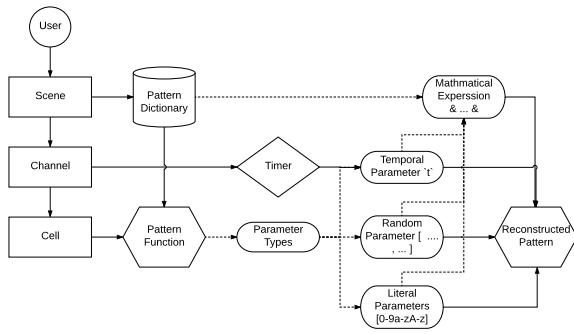 User
Scene
Pattern
Dictionary
Mathmatical
Experssion
& ... &
Channel
Timer
Temporal
Parameter `t`
Cell
Pattern
Function
Parameter
Types
Random
Parameter [ ....
, ... ]
Reconstructed
Pattern
Literal
Parameters
[0-9a-zA-z]